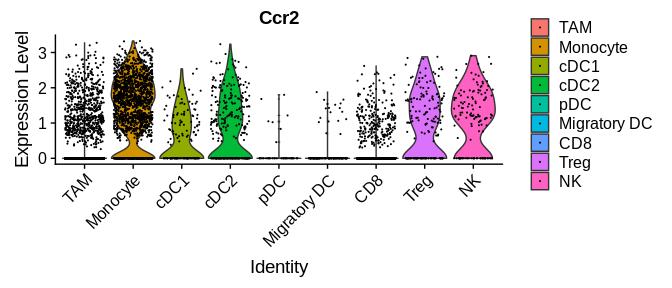 Ccr2
Expression Level
3
2
1
0
TAM
Monocyte
cDC1
cDC2
pDC
Migratory DC
CD8
Treg
NK
Identity
TAM
Monocyte
cDC1
cDC2
pDC
Migratory DC
CD8
Treg
NK